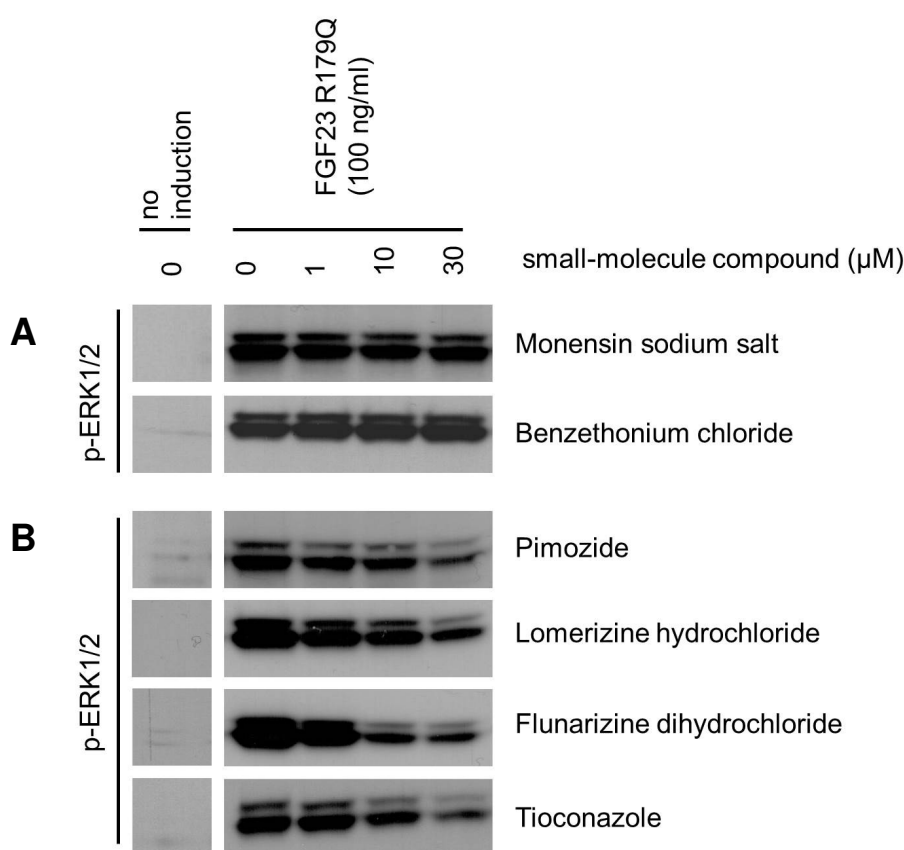 no
induction
FGF23 R179Q
(100 ng/ml)
0
0
1
10
30
small-molecule compound (µM)
A
p-ERK1/2
Monensin sodium salt
Benzethonium chloride
B
p-ERK1/2
Pimozide
Lomerizine hydrochloride
Flunarizine dihydrochloride
Tioconazole